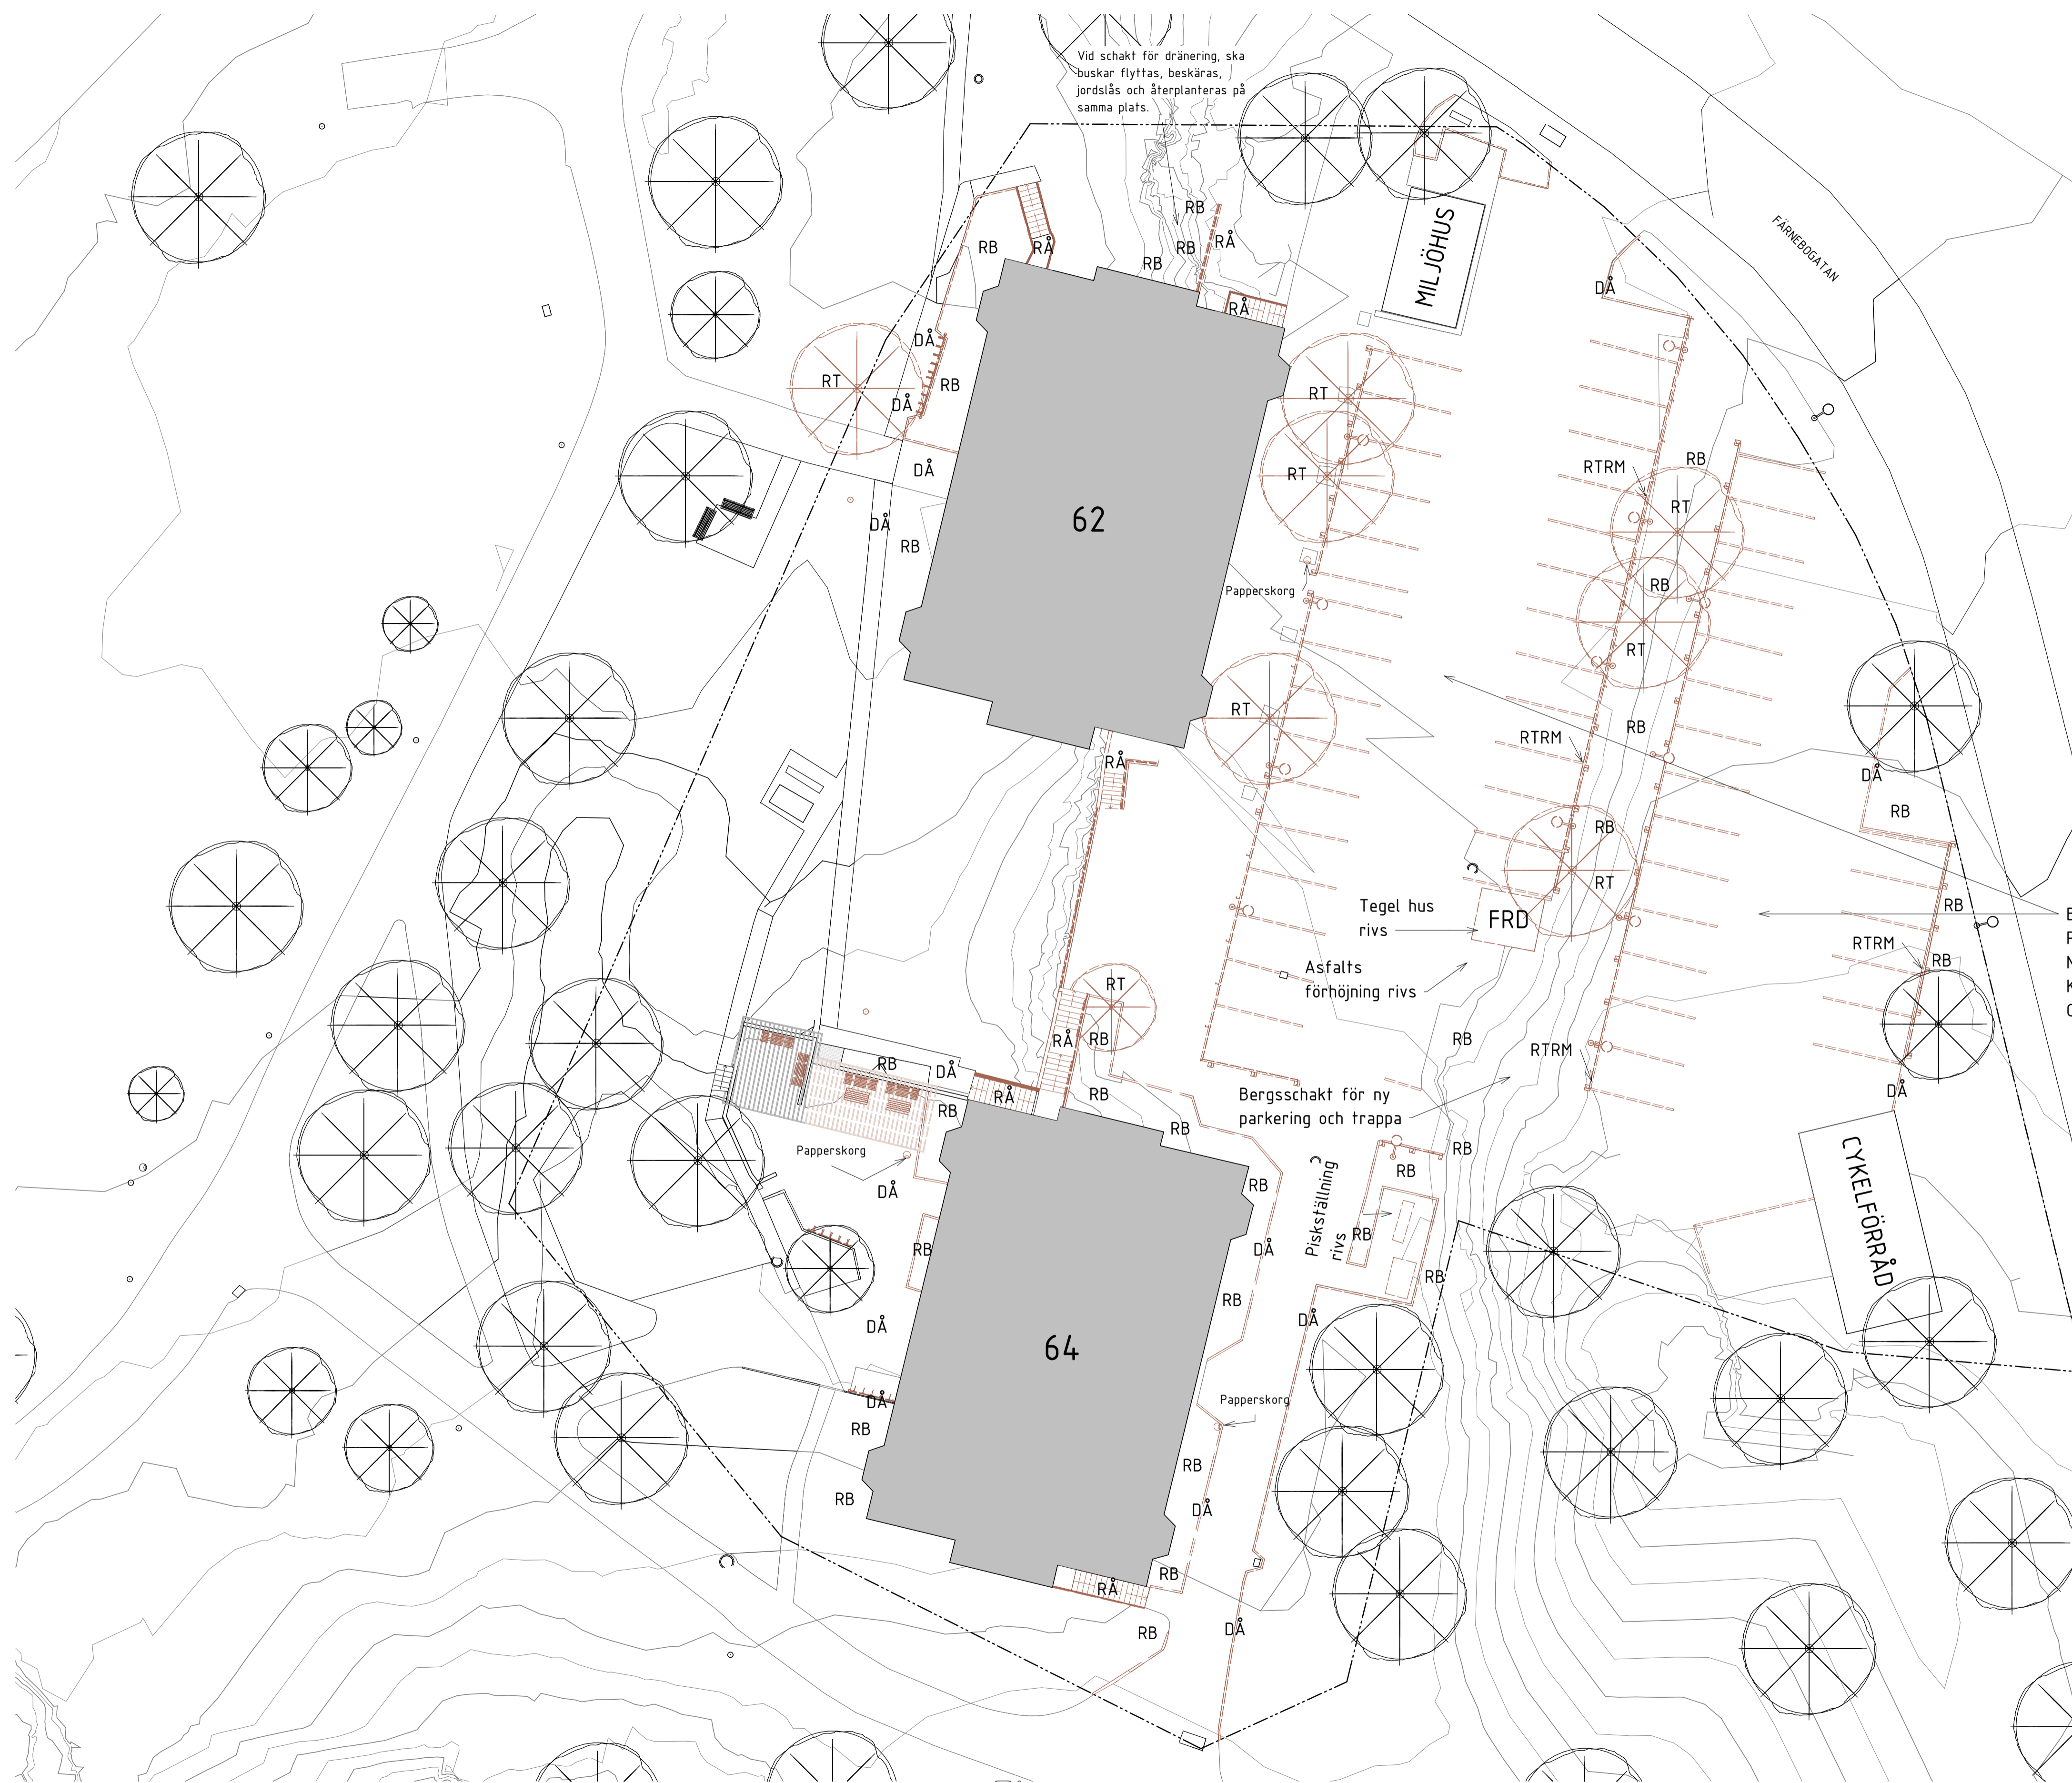 Vid schakt för dränering, ska
buskar flyttas, beskäras,
jordslås och återplanteras på
samma plats.
RB
RÅ
RB
RÅ
RB
RB
RÅ
MILJÖHUS
FÄRNEBOGATAN
DÅ
RÅ
DÅ
RT
RB
DÅ
RT
DÅ
RT
RTRM
RB
RT
62
DÅ
RB
Papperskorg
RB
RT
RT
RB
RTRM
RÅ
DÅ
RB
RB
RT
Tegel hus
rivs
FRD
RB
RTRM
RB
Asfalts
förhöjning rivs
RT
RÅ
RB
RB
RTRM
RB
DÅ
RÅ
RB
RB
Bergsschakt för ny
parkering och trappa
DÅ
RB
RB
Papperskorg
DÅ
RB
RB
RB
Piskställning
rivs
RB
CYKELFÖRRÅD
RB
DÅ
RB
RB
DÅ
DÅ
64
DÅ
Papperskorg
RB
RB
RB
DÅ
RÅ
RB
RB
DÅ